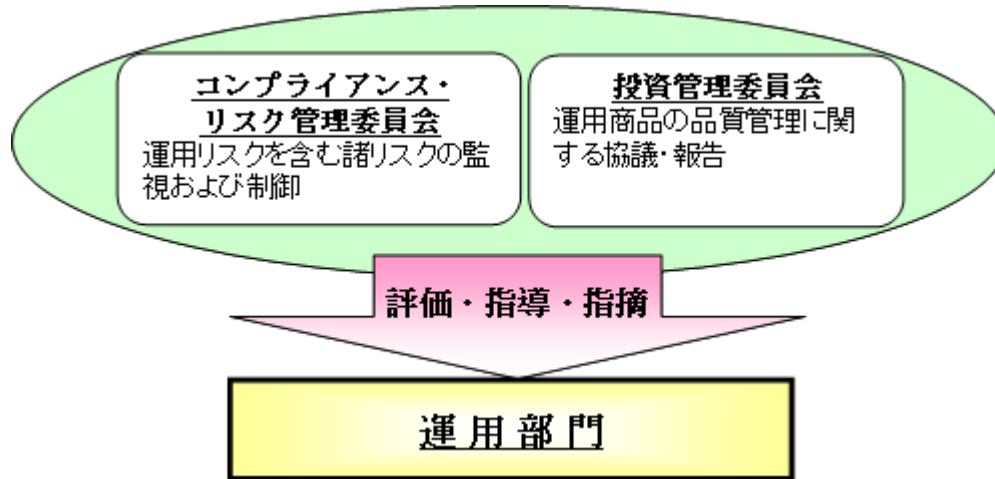 コンプライアンス・
リスク管理委員会
運用リスクを含む諸リスクの監
視および制御
投資管理委員会
運用商品の品質管理に関
する協議・報告
評価・指導・指摘
運用部門